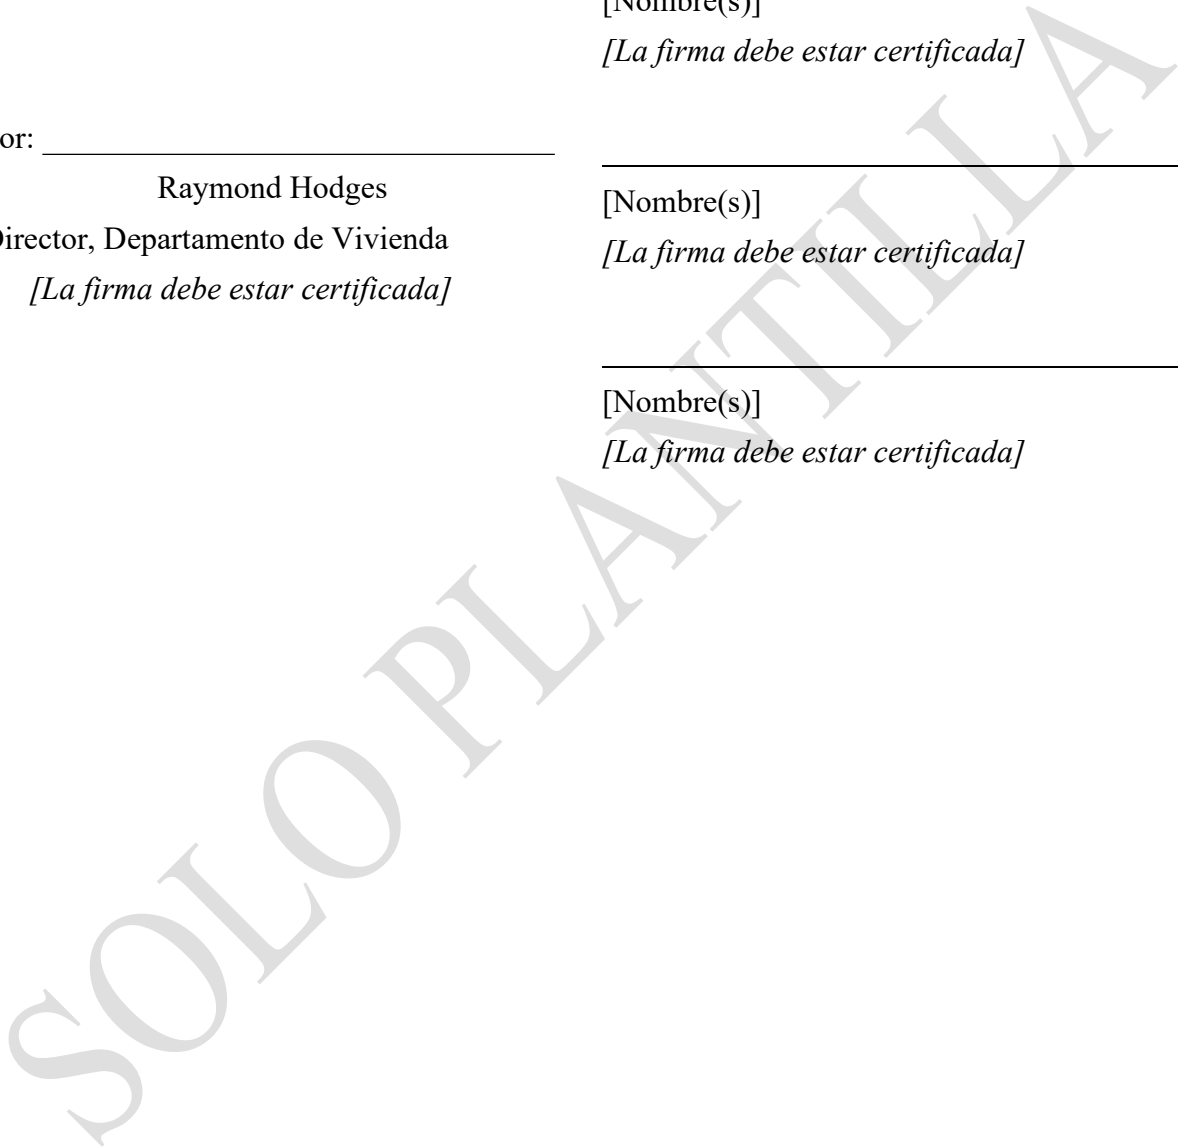 [Nombre(s)]
[La firma debe estar certificada]
or:
Raymond Hodges
Director, Departamento de Vivienda
[La firma debe estar certificada]
[Nombre(s)]
[La firma debe estar certificada]
[Nombre(s)]
[La firma debe estar certificada]
SOLO PLANTILLA